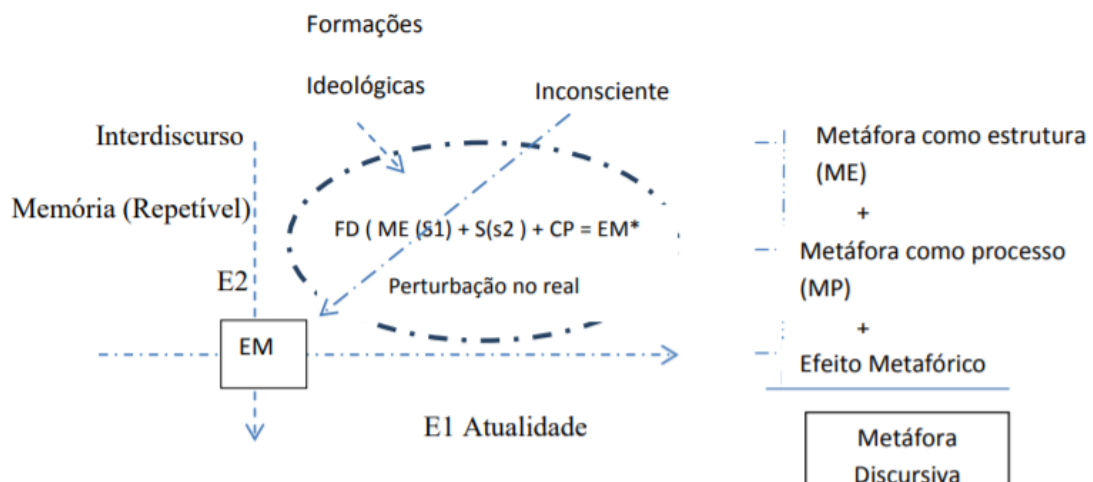 Formações
Ideológicas
Inconsciente
Interdiscurso
Memória (Repetível)
FD ( ME (S1) + S(s2 ) + CP = EM*
Perturbação no real
E2
EM
E1 Atualidade
Metáfora como estrutura
(ME)
+
Metáfora como processo
(MP)
+
Efeito Metafórico
Metáfora
Discursiva